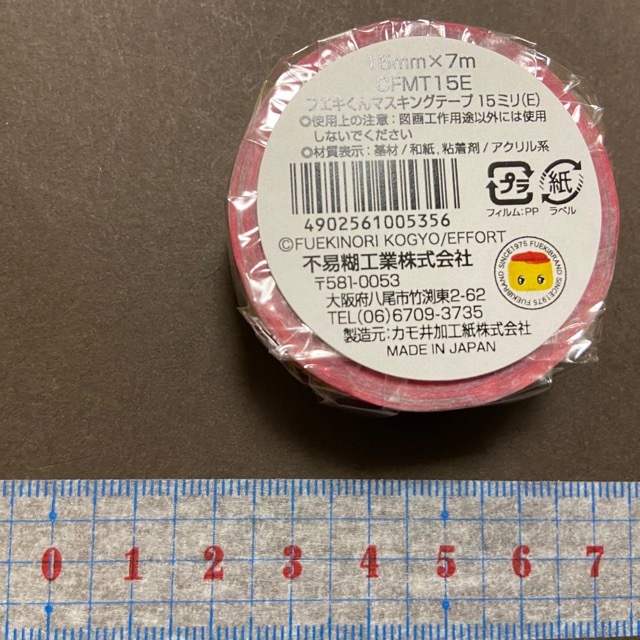 15mm×7m
CFMT15E
フエキくんマスキングテープ 15ミリ(E)
◎使用上の注意：図画工作用途以外には使用
しないでください
◎材質表示：基材/和紙,粘着剤/アクリル系
プラ
紙
フィルム:PP ラベル
4902561005356
©FUEKINORI KOGYO/EFFORT
SINCE1975 FUEKIBRAND SINCE1975 FUEKIBRAND
不易糊工業株式会社
〒581-0053
大阪府八尾市竹渕東2-62
TEL(06)6709-3735
製造元:カモ井加工紙株式会社
MADE IN JAPAN
0 1 2 3 4 5 6 7